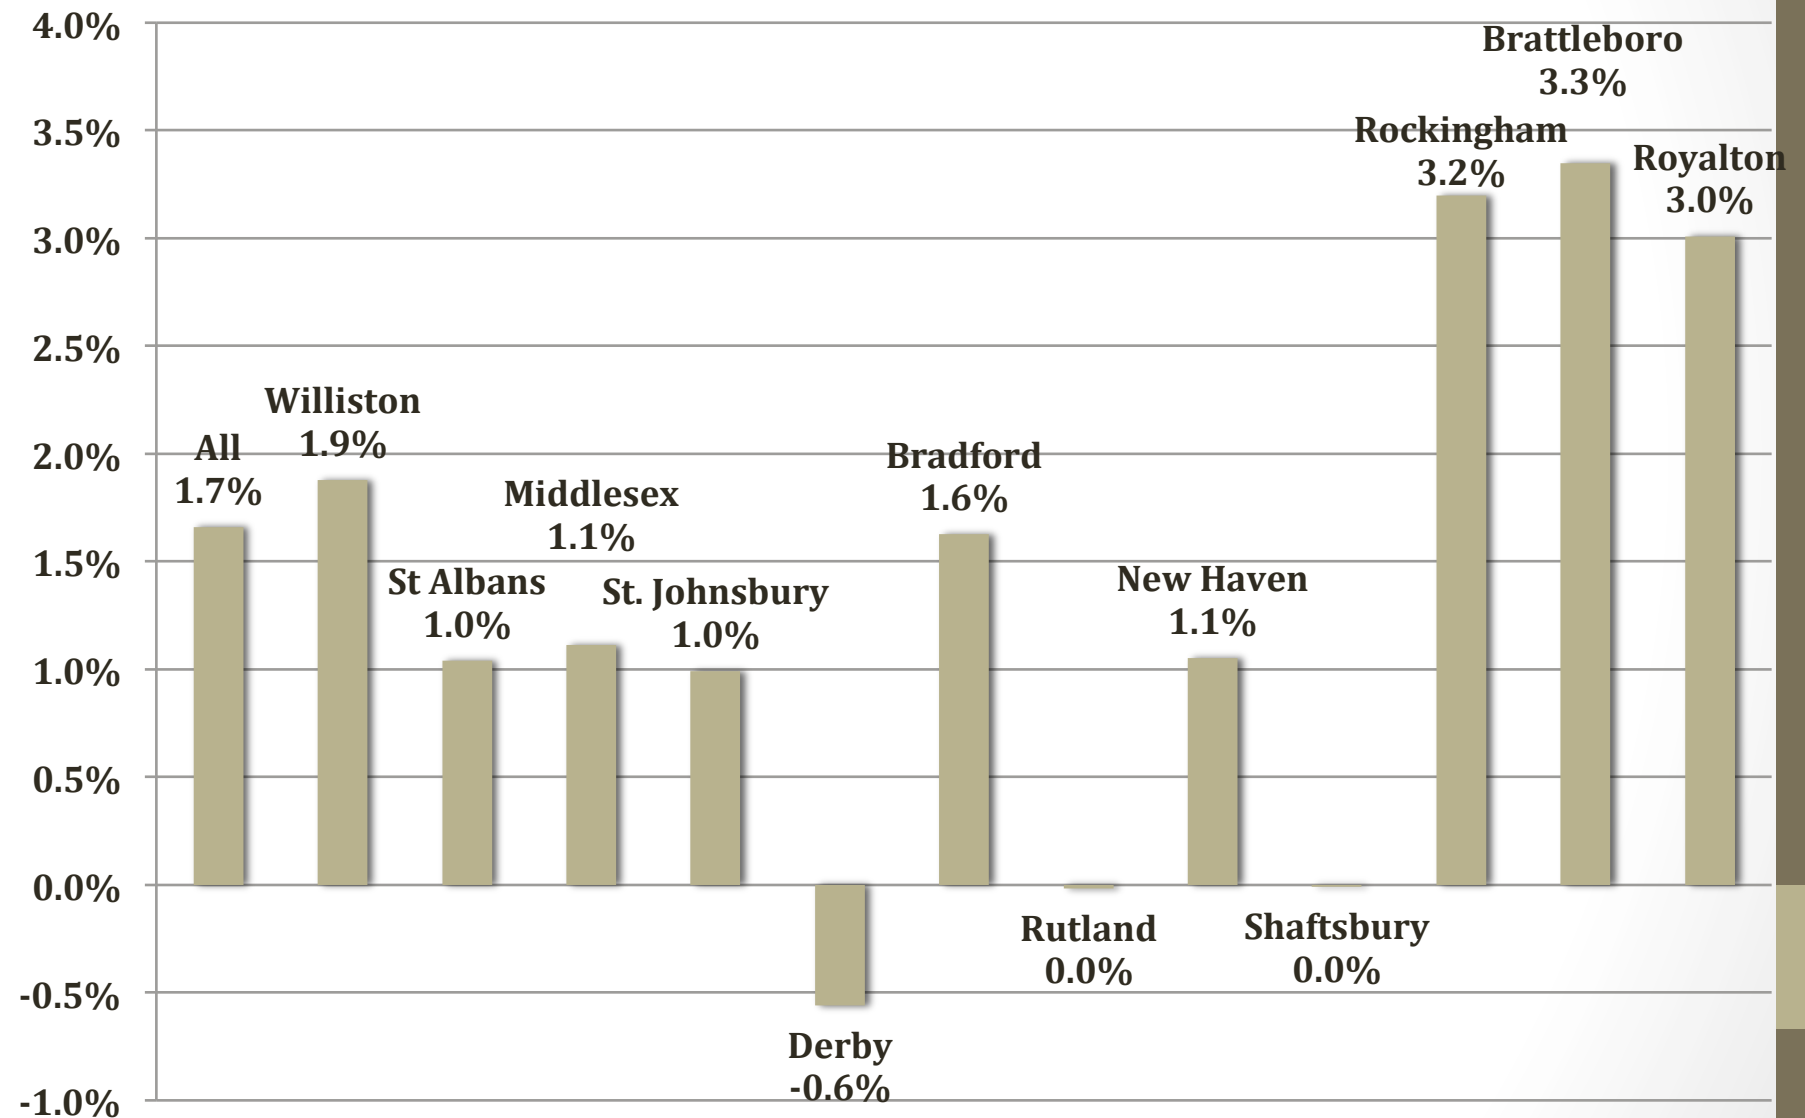 4.0%
3.5%
3.0%
2.5%
2.0%
1.5%
1.0%
0.5%
0.0%
-0.5%
-1.0%
All
1.7%
Williston
1.9%
St Albans
1.0%
Middlesex
1.1%
St. Johnsbury
1.0%
Derby
-0.6%
Bradford
1.6%
Rutland
0.0%
New Haven
1.1%
Shaftsbury
0.0%
Rockingham
3.2%
Brattleboro
3.3%
Royalton
3.0%